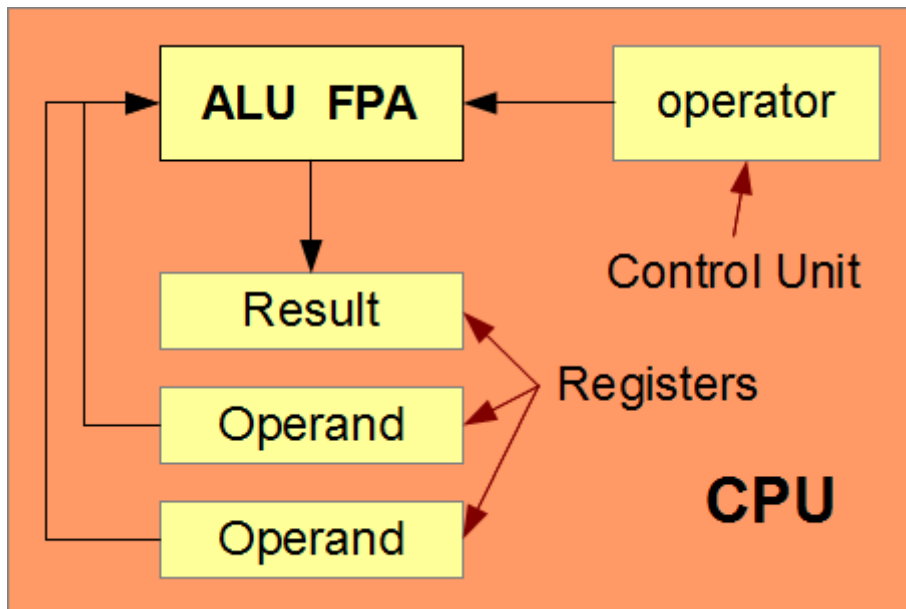 ALU FPA
operator
Control Unit
Result
Registers
Operand
CPU
Operand